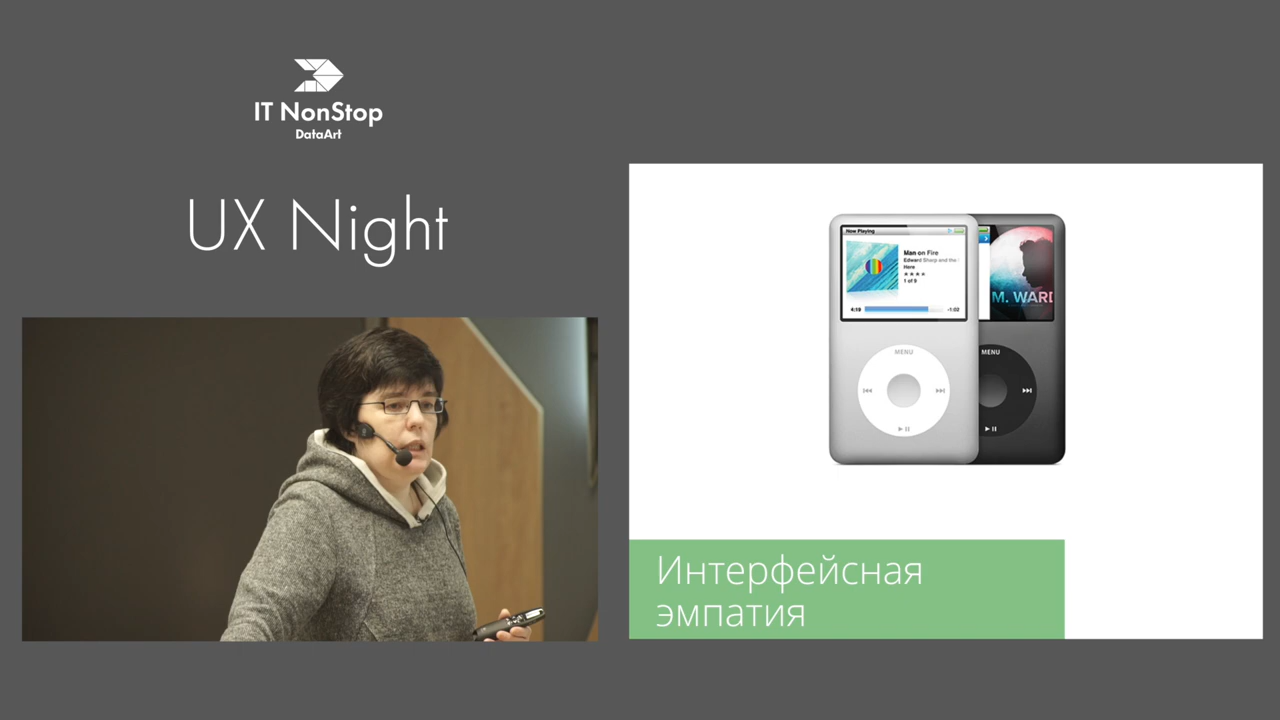 IT NonStop
DataArt
UX Night
Now Playing
Man on Fire
Edward Sharp and the
Here
1 of 9
4:18
-1:02
M. WARD
MENU
MENU
Интерфейсная
эмпатия